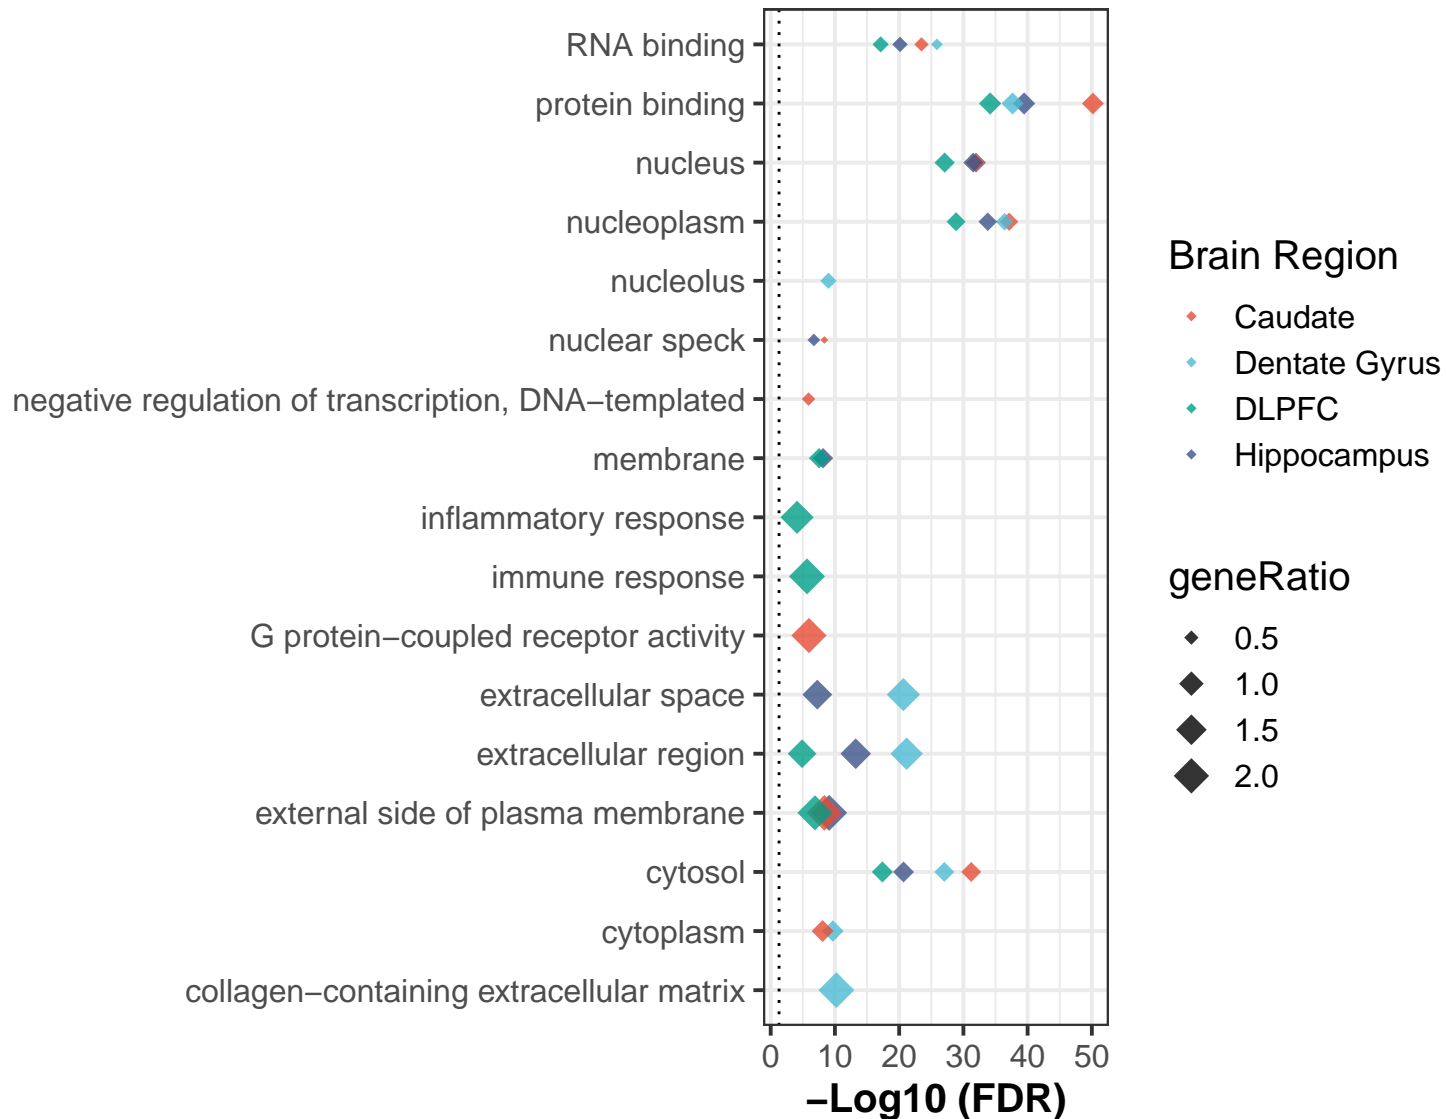 RNA binding
protein binding
nucleus
nucleoplasm
nucleolus
nuclear speck
negative regulation of transcription, DNA−templated
membrane
inflammatory response
immune response
G protein−coupled receptor activity
extracellular space
extracellular region
external side of plasma membrane
cytosol
cytoplasm
collagen−containing extracellular matrix
0 10 20 30 40 50
−Log10 (FDR)
Brain Region
Caudate
Dentate Gyrus
DLPFC
Hippocampus
geneRatio
0.5
1.0
1.5
2.0